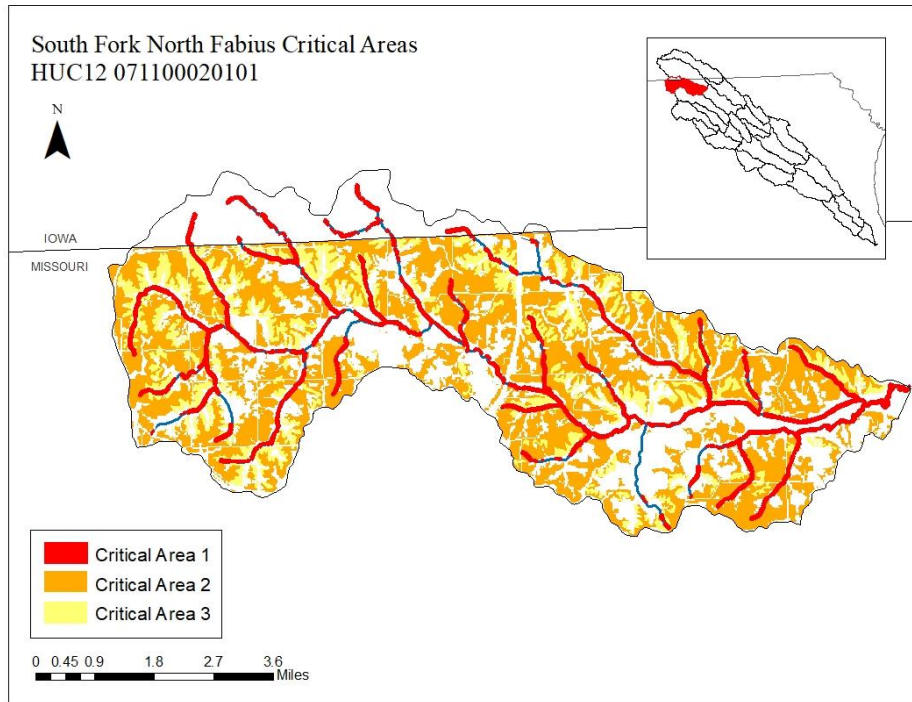 South Fork North Fabius Critical Areas
HUC12 071100020101
N
IOWA
MISSOURI
Critical Area 1
Critical Area 2
Critical Area 3
0 0.45 0.9 1.8 2.7 3.6
Miles